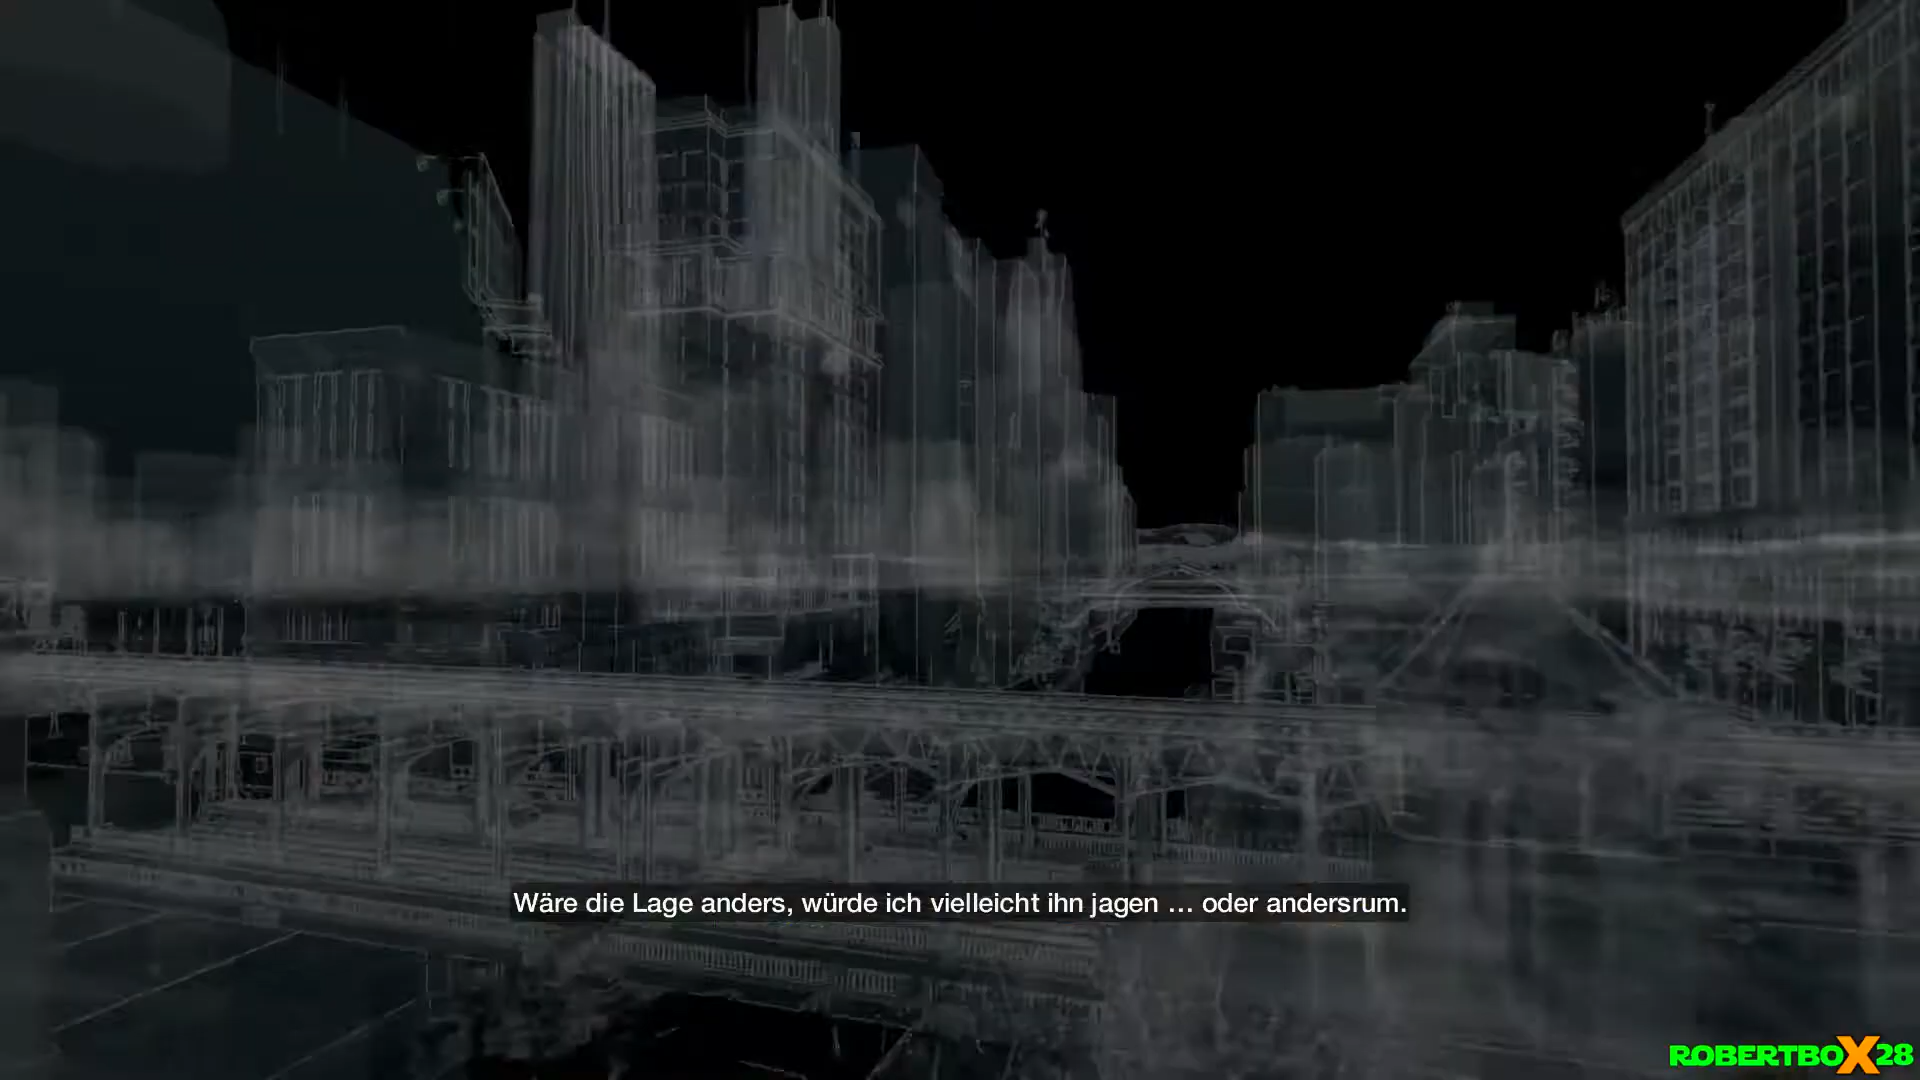 Wäre die Lage anders, würde ich vielleicht ihn jagen ... oder andersrum.
ROBERTBOX28